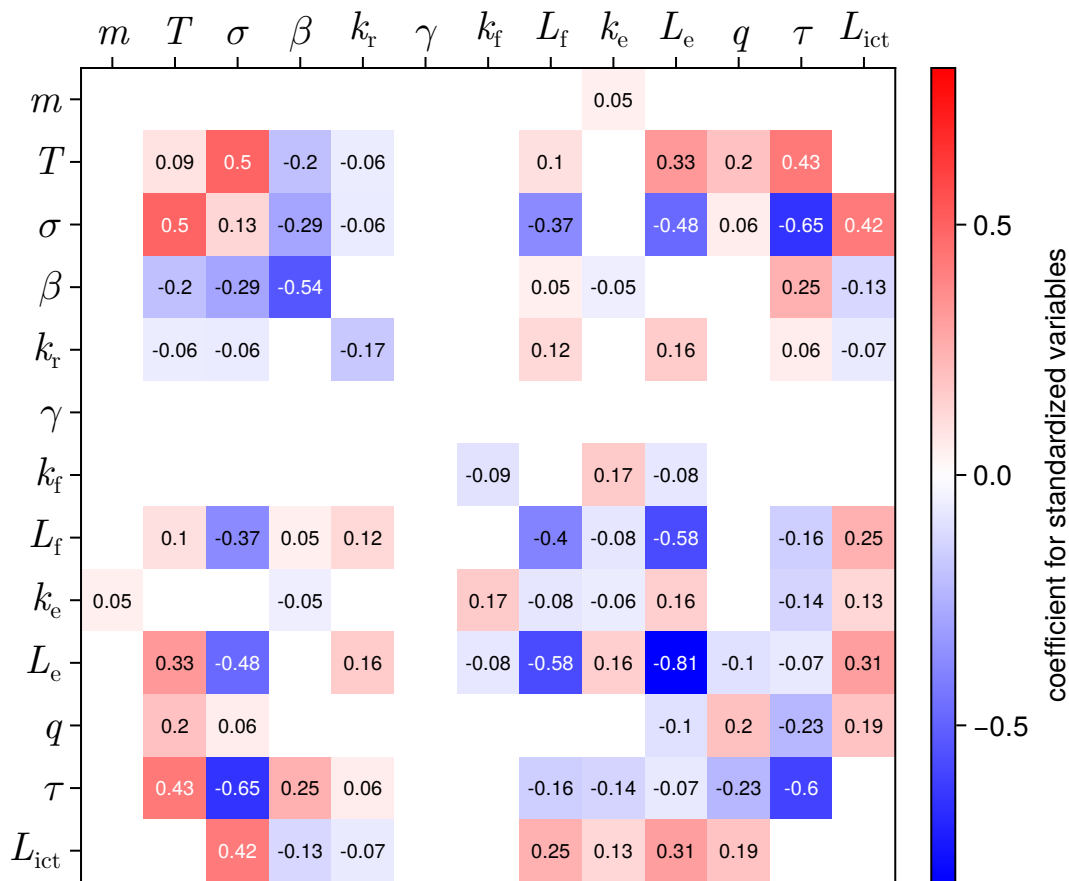 m T σ β k_r γ k_f L_f k_e L_e q τ L_ict
m 0.05
T 0.09 0.5 -0.2 -0.06 0.1 0.33 0.2 0.43
σ 0.5 0.13 -0.29 -0.06 -0.37 -0.48 0.06 -0.65 0.42
β -0.2 -0.29 -0.54 0.05 -0.05 0.25 -0.13
k_r -0.06 -0.06 -0.17 0.12 0.16 0.06 -0.07
γ
k_f -0.09 0.17 -0.08
L_f 0.1 -0.37 0.05 0.12 -0.4 -0.08 -0.58 -0.16 0.25
k_e 0.05 -0.05 0.17 -0.08 -0.06 0.16 -0.14 0.13
L_e 0.33 -0.48 0.16 -0.08 -0.58 0.16 -0.81 -0.1 -0.07 0.31
q 0.2 0.06 -0.1 0.2 -0.23 0.19
τ 0.43 -0.65 0.25 0.06 -0.16 -0.14 -0.07 -0.23 -0.6
L_ict 0.42 -0.13 -0.07 0.25 0.13 0.31 0.19
0.5
0.0
−0.5
coefficient for standardized variables